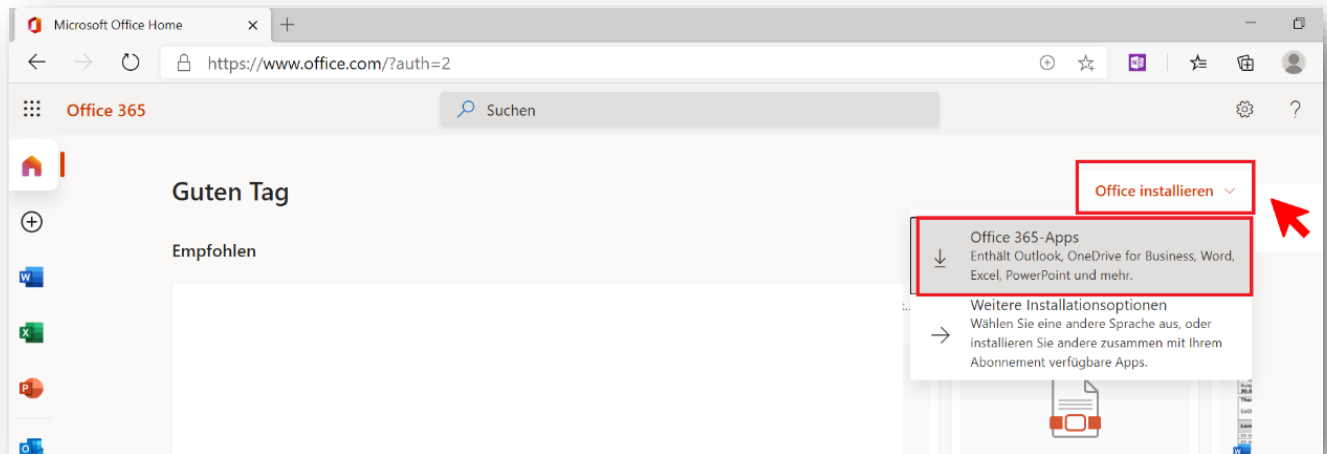 Microsoft Office Home
https://www.office.com/?auth=2
Office 365
Suchen
Guten Tag
Office installieren
Empfohlen
Office 365-Apps
Enthält Outlook, OneDrive for Business, Word,
Excel, PowerPoint und mehr.
Weitere Installationsoptionen
Wählen Sie eine andere Sprache aus, oder
installieren Sie andere zusammen mit Ihrem
Abonnement verfügbare Apps.